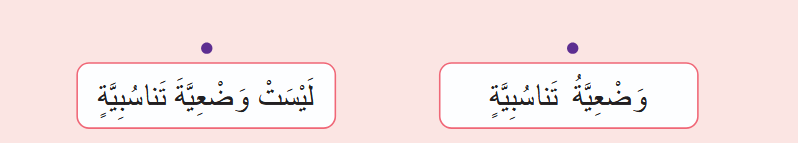 وَضْعِيَّةُ تَناسُبِيَّةٍ
لَيْسَتْ وَضْعِيَّةَ تَناسُبِيَّةٍ